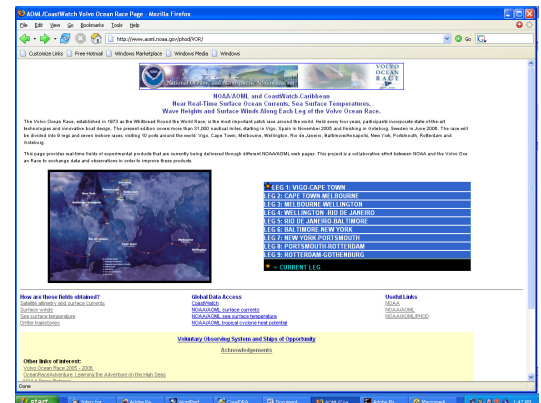 AOML/CoastWatch Volvo Ocean Race Page - Mozilla Firefox
File Edit View Go Bookmarks Tools Help
http://www.aoml.noaa.gov/phod/VOR/
Go
Customize Links Free Hotmail Windows Marketplace Windows Media Windows
National Oceanic and Atmospheric Administration
VOLVO
OCEAN
RACE
NOAA/AOML and CoastWatch-Caribbean
Near Real-Time Surface Ocean Currents, Sea Surface Temperatures,
Wave Heights and Surface Winds Along Each Leg of the Volvo Ocean Race.
The Volvo Ocean Race, established in 1973 as the Whitbread Round the World Race, is the most important yatch race around the world. Held every four years, participants incorporate state-of-the-art
technologies and innovative boat design. The present edition covers more than 31,000 nautical miles, starting in Vigo, Spain in November 2005 and finishing in Goteborg, Sweden in June 2006. The race will
be divided into 9 legs and seven in-shore races, visiting 10 ports around the world: Vigo, Cape Town, Melbourne, Wellington, Rio de Janeiro, Baltimore/Annapolis, New York, Portsmouth, Rotterdam and
Goteborg.
This page provides real-time fields of experimental products that are currently being delivered through different NOAA/AOML web pages. This project is a collaborative effort between NOAA and the Volvo Oce
an Race to exchange data and observations in order to improve these products.
LEG 1: VIGO-CAPE TOWN
LEG 2: CAPE TOWN-MELBOURNE
LEG 3: MELBOURNE-WELLINGTON
LEG 4: WELLINGTON -RIO DE JANEIRO
LEG 5: RIO DE JANEIRO-BALTIMORE
LEG 6: BALTIMORE-NEW YORK
LEG 7: NEW YORK-PORTSMOUTH
LEG 8: PORTSMOUTH-ROTTERDAM
LEG 9: ROTTERDAM-GOTHENBURG
= CURRENT LEG
How are these fields obtained? Global Data Access Useful Links
Satellite altimetry and surface currents CoastWatch NOAA
Surface winds NOAA/AOML surface currents NOAA/AOML
Sea surface temperature NOAA/AOML sea surface temperature NOAA/AOML/PHOD
Drifter trajectories NOAA/AOML tropical cyclone heat potential
Voluntary Observing System and Ships of Opportunity
Acknowledgements
Other links of interest:
Volvo Ocean Race 2005 - 2006
OceanRaceAdventure: Learning the Adventure on the High Seas
Done
start
1:42 PM